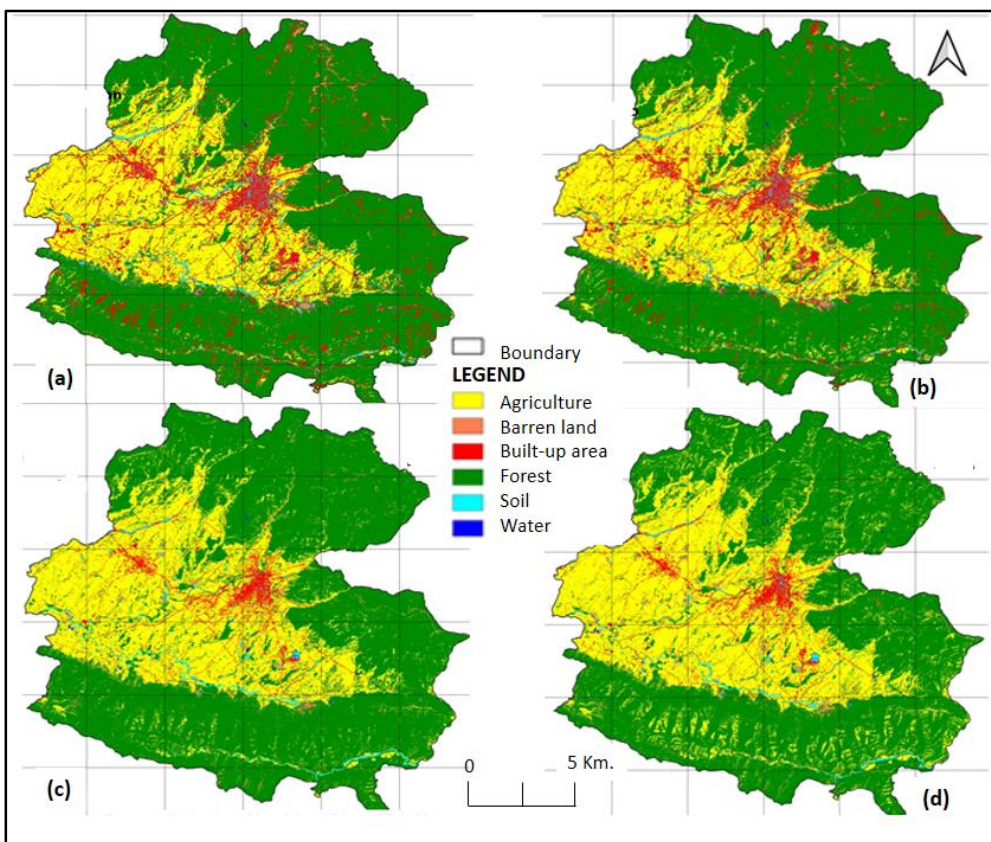 (a)
(b)
Boundary
LEGEND
Agriculture
Barren land
Built-up area
Forest
Soil
Water
0
5 Km.
(c)
(d)